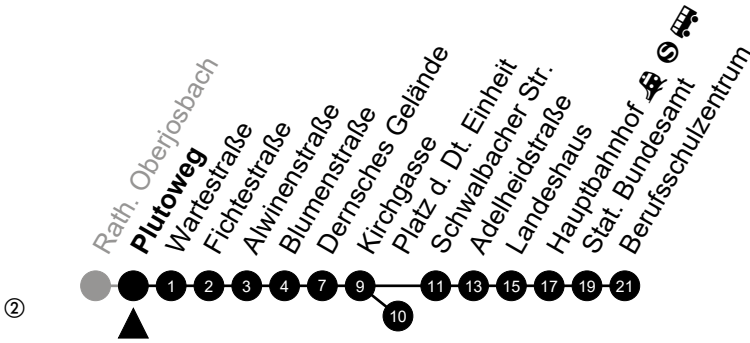 Rath. Oberjosbach
Plutoweg
Wartestraße
Fichtestraße
Alwinenstraße
Blumenstraße
Dernsches Gelände
Kirchgasse
Platz d. Dt. Einheit
Schwalbacher Str.
Adelheidstraße
Landeshaus
Hauptbahnhof S
Stat. Bundesamt
Berufsschulzentrum
② 1 2 3 4 7 9 11 13 15 17 19 21
10